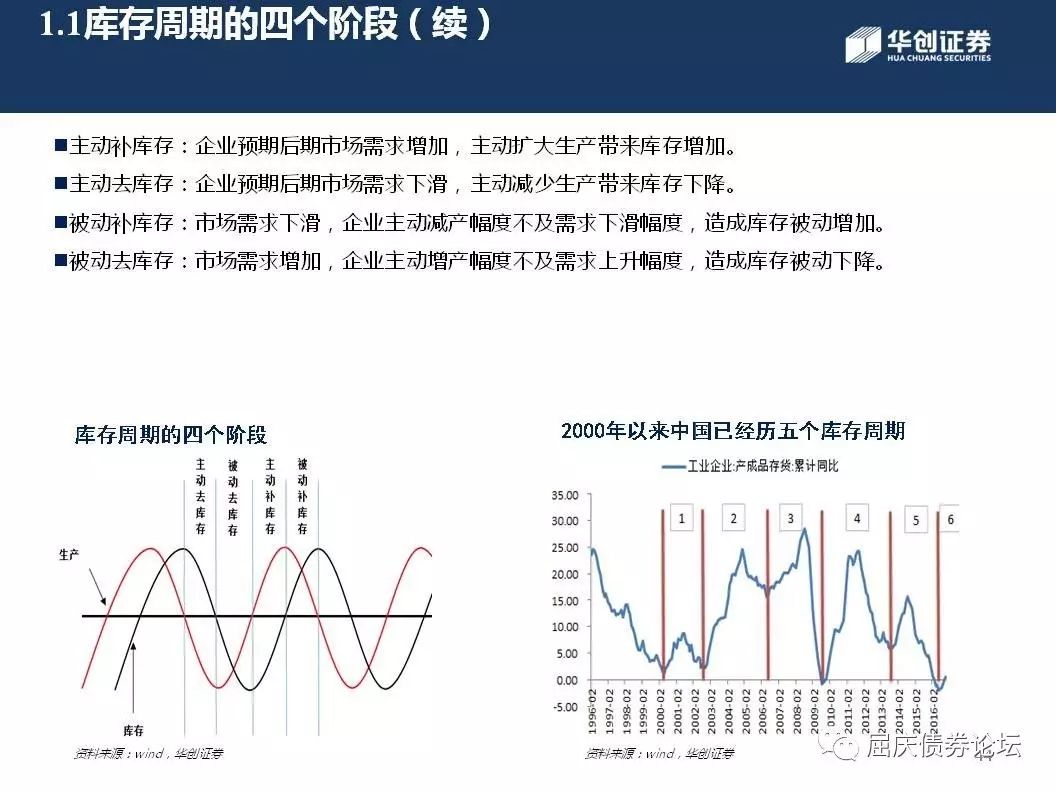 1.1库存周期的四个阶段（续）
华创证券
HUA CHUANG SECURITIES
■主动补库存：企业预期后期市场需求增加，主动扩大生产带来库存增加。
■主动去库存：企业预期后期市场需求下滑，主动减少生产带来库存下降。
■被动补库存：市场需求下滑，企业主动减产幅度不及需求下滑幅度，造成库存被动增加。
■被动去库存：市场需求增加，企业主动增产幅度不及需求上升幅度，造成库存被动下降。
库存周期的四个阶段
主动去库存
被动去库存
主动补库存
被动补库存
生产
库存
资料来源：wind，华创证券
2000年以来中国已经历五个库存周期
工业企业:产成品存货:累计同比
35.00
30.00
25.00
20.00
15.00
10.00
5.00
0.00
-5.00
1
2
3
4
5
6
1996-02
1997-02
1998-02
1999-02
2000-02
2001-02
2002-02
2003-02
2004-02
2005-02
2006-02
2007-02
2008-02
2009-02
2010-02
2011-02
2012-02
2013-02
2014-02
2015-02
2016-02
资料来源：wind，华创证券
屈庆债券论坛
44